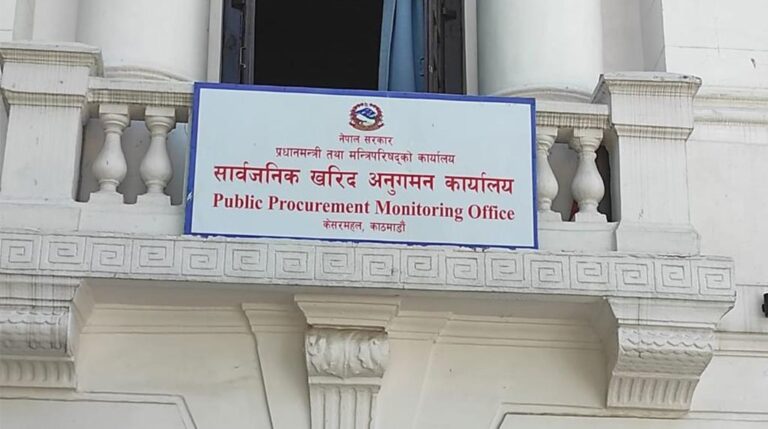 नेपाल सरकार
प्रधानमन्त्री तथा मन्त्रिपरिषद्को कार्यालय
सार्वजनिक खरिद अनुगमन कार्यालय
Public Procurement Monitoring Office
केसरमहल, काठमाडौं